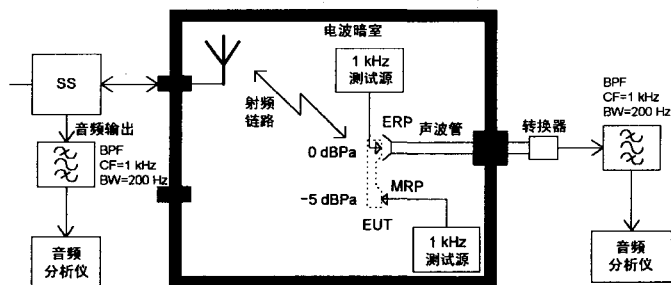 电波暗室
1 kHz
测试源
SS
射频
链路
音频输出
BPF
CF=1 kHz
BW=200 Hz
ERP
声波管
转换器
BPF
CF=1 kHz
BW=200 Hz
0 dBPa
MRP
−5 dBPa
EUT
1 kHz
测试源
音频
分析仪
音频
分析仪